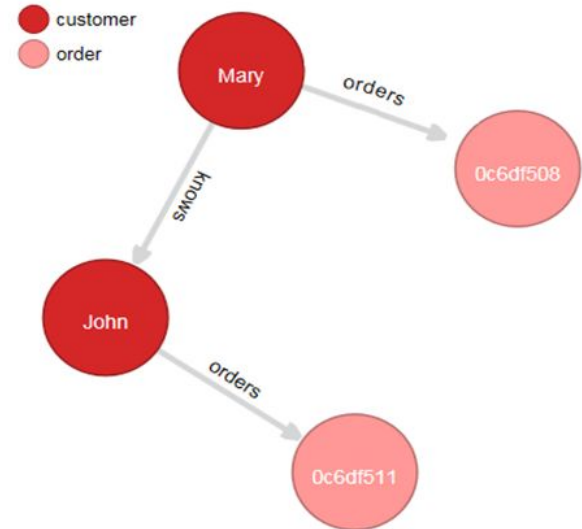 customer
order
Mary
orders
0c6df508
knows
John
orders
0c6df511